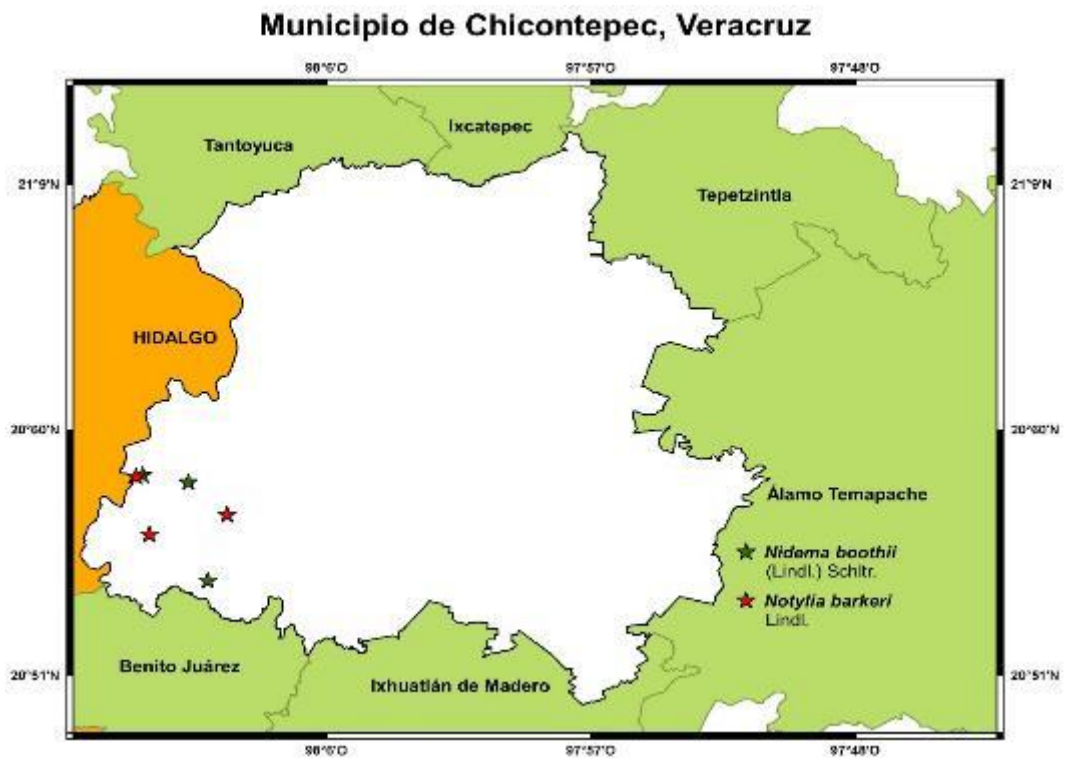 Municipio de Chicontepec, Veracruz
98°6'O 97°57'O 97°48'O
Ixcatepec
Tantoyuca
21°9'N 21°9'N
Tepetzintla
HIDALGO
20°60'N 20°60'N
Álamo Temapache
Nidema boothii
(Lindl.) Schltr.
Notylia barkeri
Lindl.
Benito Juárez
Ixhuatlán de Madero
20°51'N 20°51'N
98°6'O 97°57'O 97°48'O